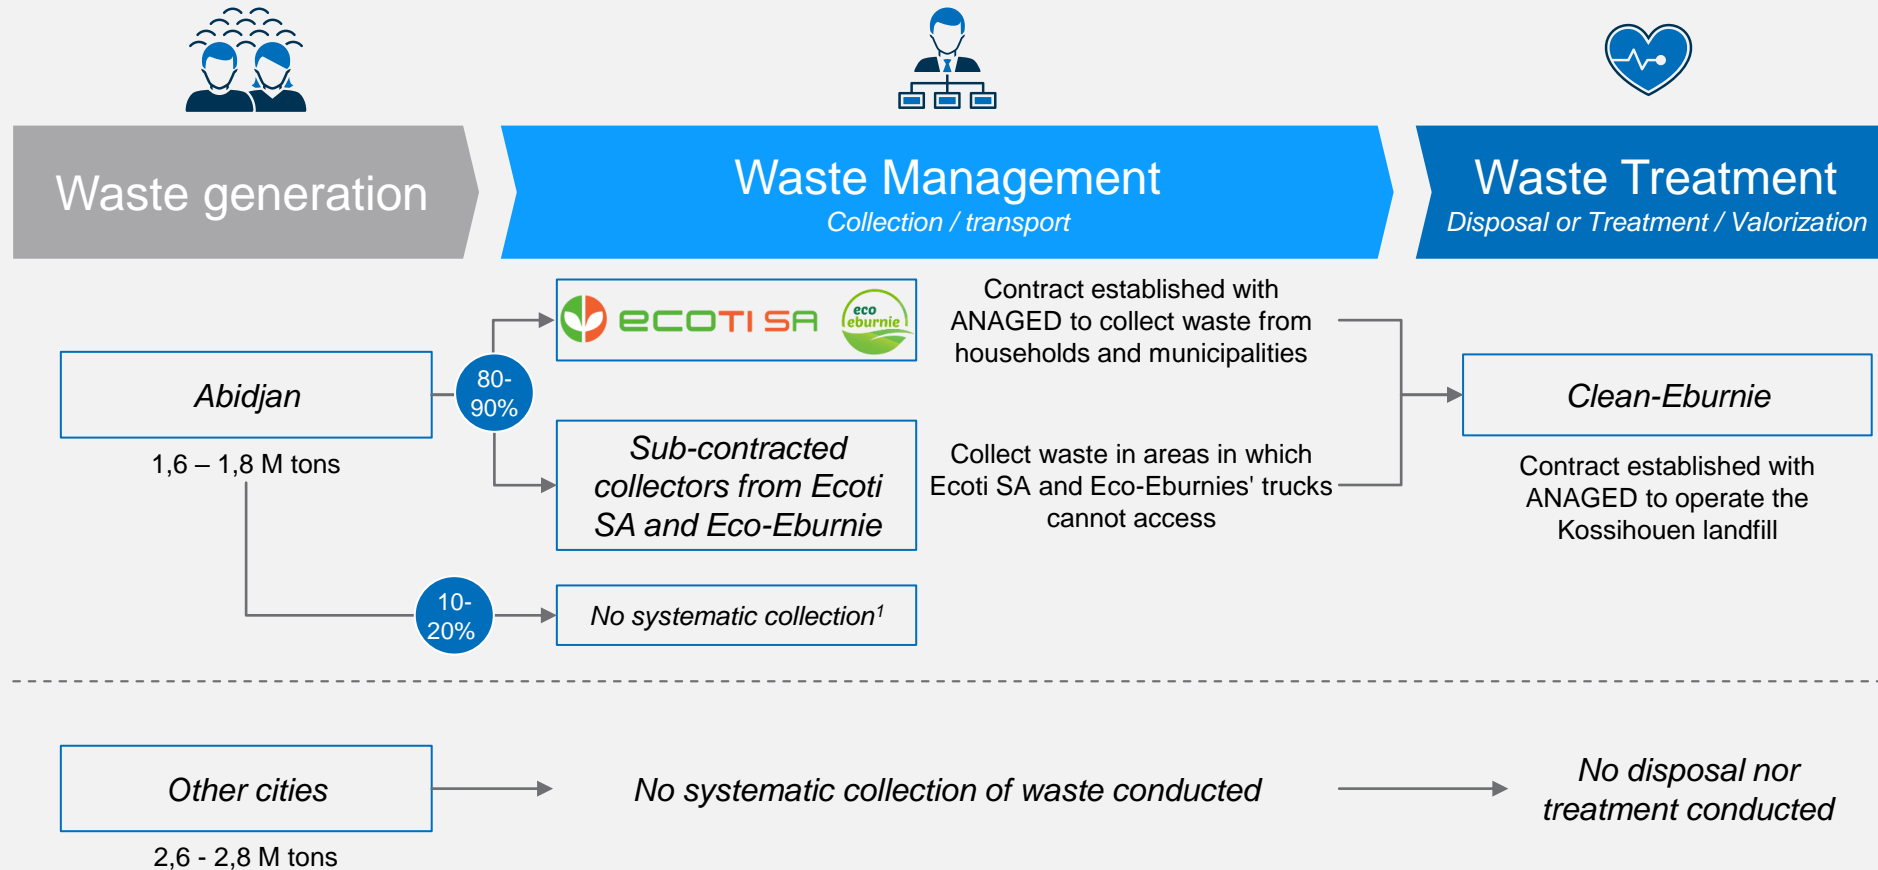 Waste generation
Waste Management
Collection / transport
Waste Treatment
Disposal or Treatment / Valorization
Abidjan
1,6 – 1,8 M tons
80-
90%
ECOTI SA
eco
eburnie
Contract established with
ANAGED to collect waste from
households and municipalities
Sub-contracted
collectors from Ecoti
SA and Eco-Eburnie
Collect waste in areas in which
Ecoti SA and Eco-Eburnies' trucks
cannot access
Clean-Eburnie
Contract established with
ANAGED to operate the
Kossihouen landfill
10-
20%
No systematic collection¹
Other cities
2,6 - 2,8 M tons
No systematic collection of waste conducted
No disposal nor
treatment conducted